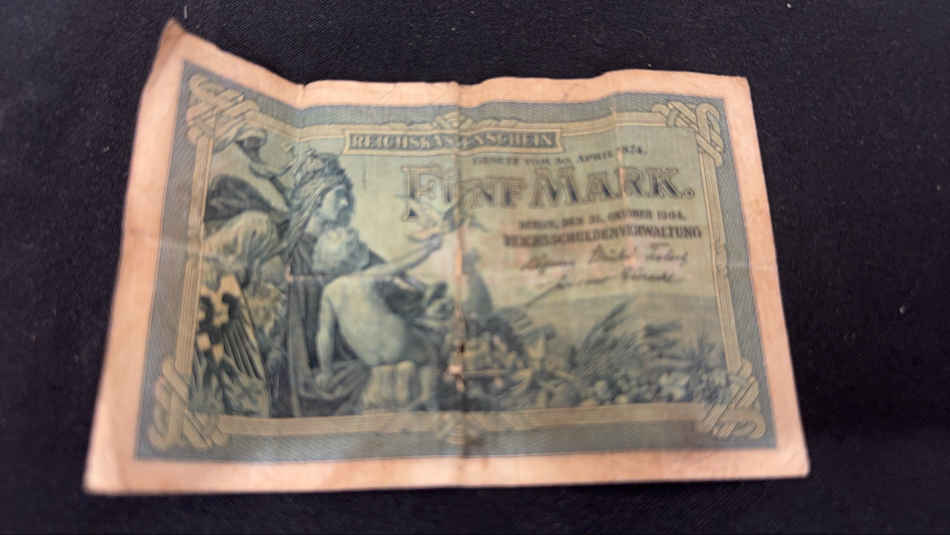 REICHSKASSENSCHEIN
GESETZ VOM 30. APRIL 1874.
FÜNF MARK.
BERLIN, DEN 31. OKTOBER 1904.
REICHSSCHULDENVERWALTUNG